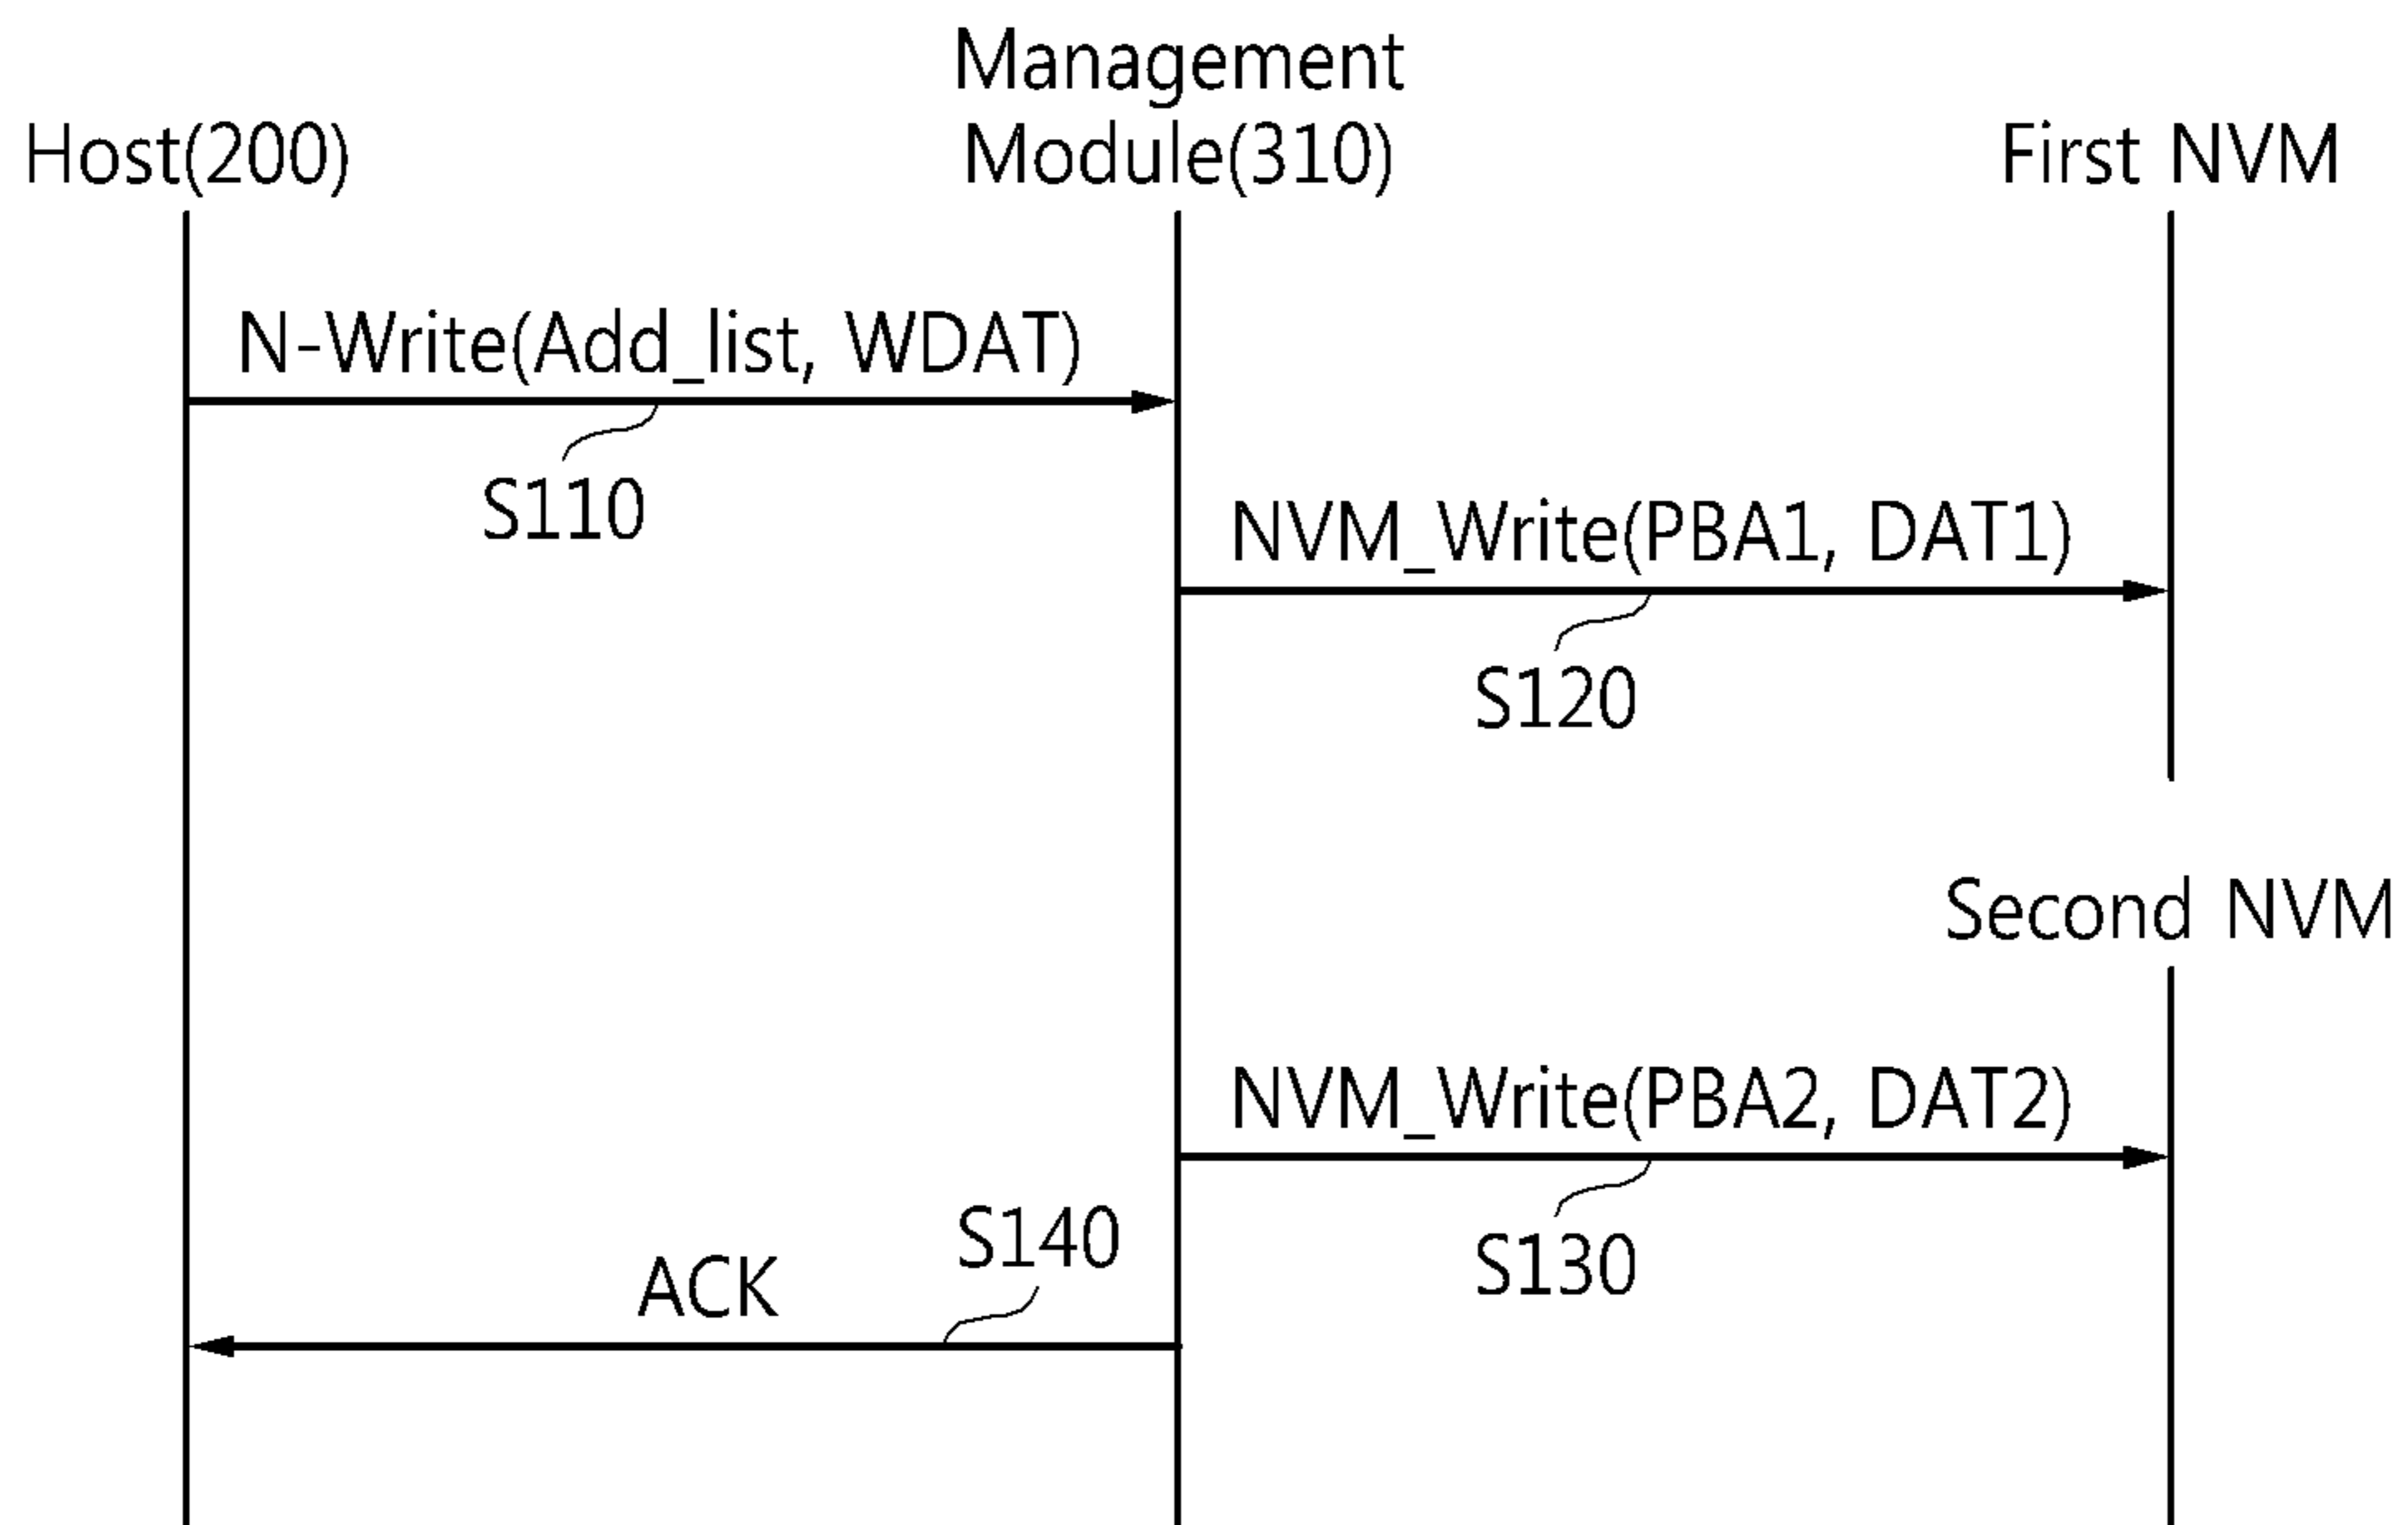 Management
Host(200)
Module(310)
First NVM
N-Write(Add_list, WDAT)
S110
NVM_Write(PBA1, DAT1)
S120
Second NVM
NVM_Write(PBA2, DAT2)
S140
S130
ACK